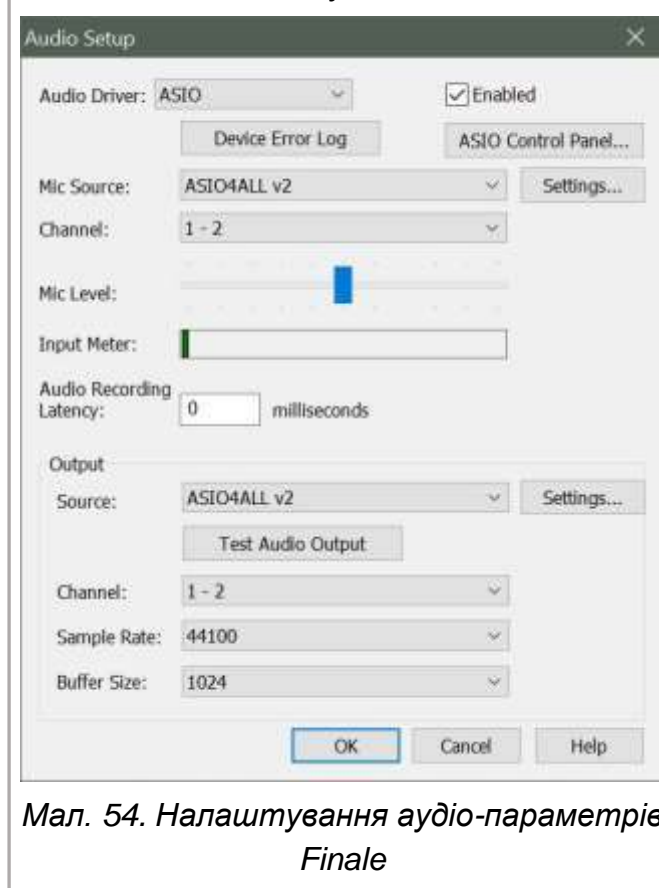 Audio Setup
Audio Driver: ASIO Enabled
Device Error Log ASIO Control Panel...
Mic Source: ASIO4ALL v2 Settings...
Channel: 1 - 2
Mic Level:
Input Meter:
Audio Recording
Latency: 0 milliseconds
Output
Source: ASIO4ALL v2 Settings...
Test Audio Output
Channel: 1 - 2
Sample Rate: 44100
Buffer Size: 1024
OK Cancel Help
Мал. 54. Налаштування аудіо-параметрів
Finale